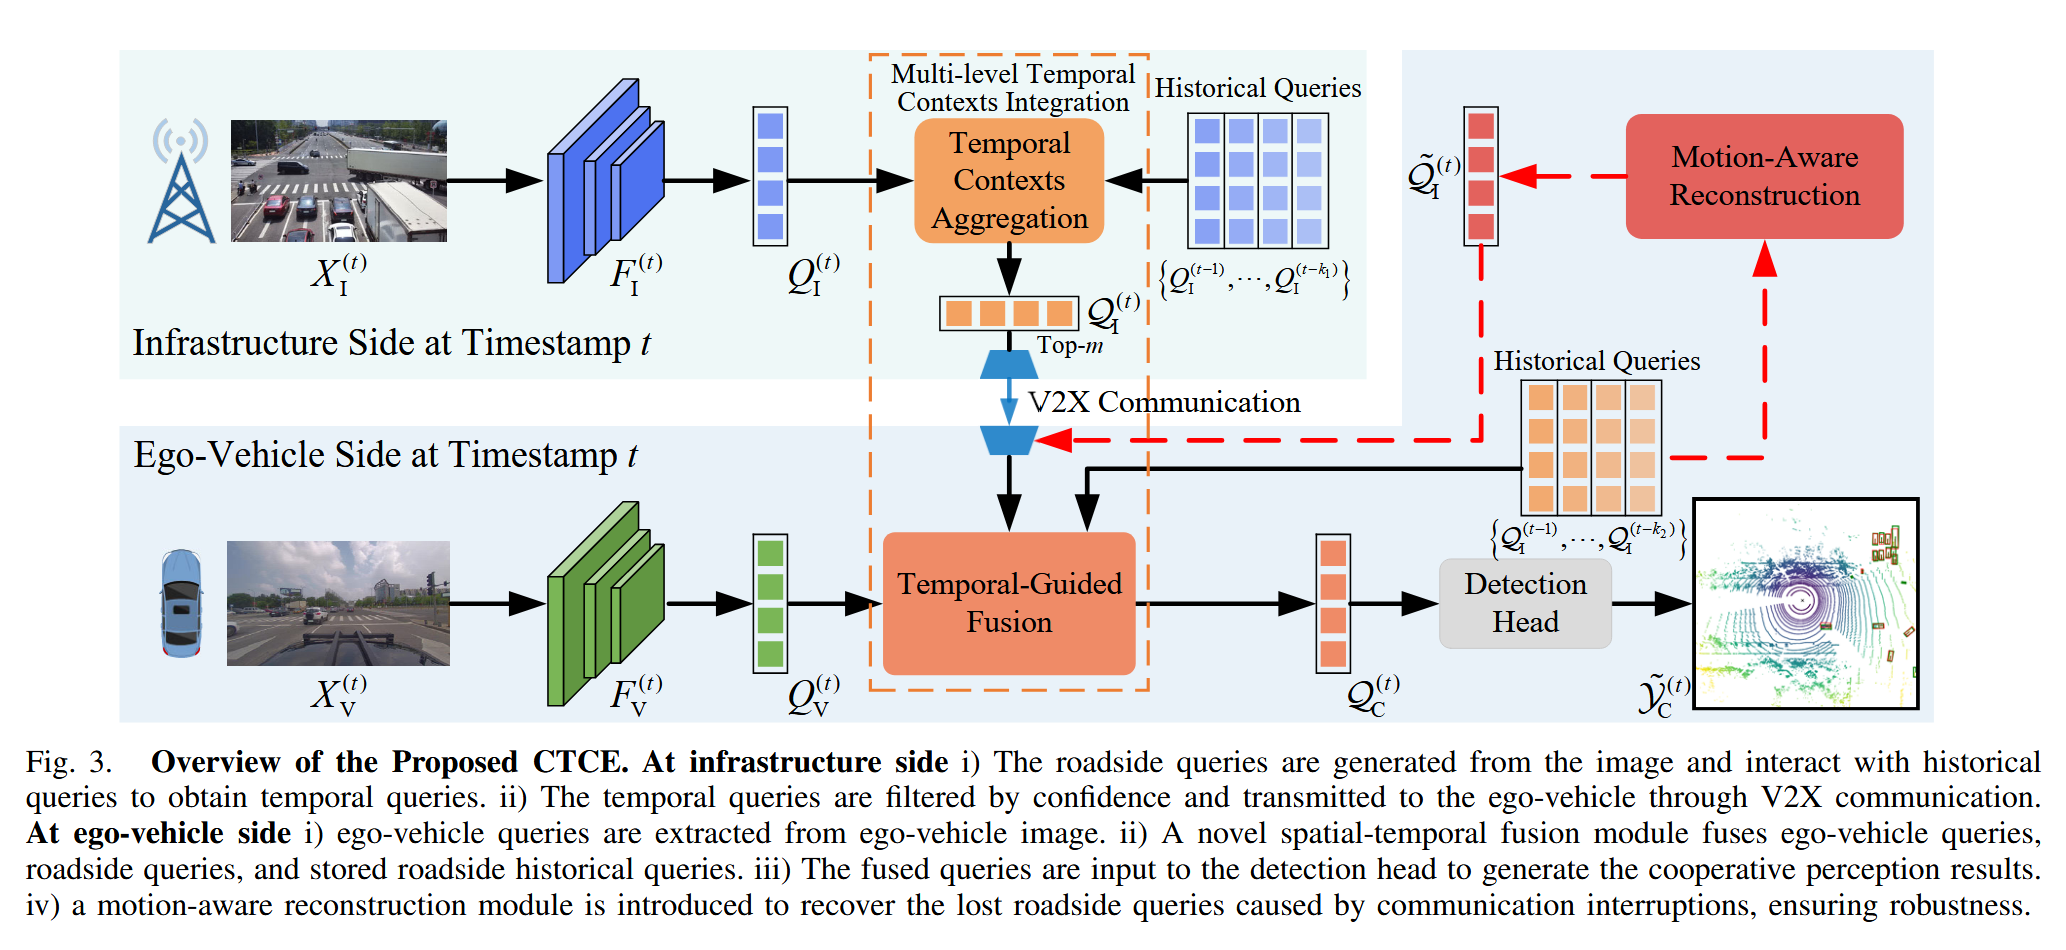 Multi-level Temporal
Contexts Integration
Historical Queries
Temporal
Contexts
Aggregation
Motion-Aware
Reconstruction
$\tilde{\mathcal{Q}}_{\mathrm{I}}^{(t)}$
$X_{\mathrm{I}}^{(t)}$
$F_{\mathrm{I}}^{(t)}$
$Q_{\mathrm{I}}^{(t)}$
$\{Q_{\mathrm{I}}^{(t-1)}, \cdots, Q_{\mathrm{I}}^{(t-k_1)}\}$
$\mathcal{Q}_{\mathrm{I}}^{(t)}$
Top-m
Infrastructure Side at Timestamp t
Historical Queries
V2X Communication
Ego-Vehicle Side at Timestamp t
$\{\mathcal{Q}_{\mathrm{I}}^{(t-1)}, \cdots, \mathcal{Q}_{\mathrm{I}}^{(t-k_2)}\}$
Temporal-Guided
Fusion
Detection
Head
$X_{\mathrm{V}}^{(t)}$
$F_{\mathrm{V}}^{(t)}$
$Q_{\mathrm{V}}^{(t)}$
$\mathcal{Q}_{\mathrm{C}}^{(t)}$
$\tilde{\mathcal{Y}}_{\mathrm{C}}^{(t)}$
Fig. 3. Overview of the Proposed CTCE. At infrastructure side i) The roadside queries are generated from the image and interact with historical
queries to obtain temporal queries. ii) The temporal queries are filtered by confidence and transmitted to the ego-vehicle through V2X communication.
At ego-vehicle side i) ego-vehicle queries are extracted from ego-vehicle image. ii) A novel spatial-temporal fusion module fuses ego-vehicle queries,
roadside queries, and stored roadside historical queries. iii) The fused queries are input to the detection head to generate the cooperative perception results.
iv) a motion-aware reconstruction module is introduced to recover the lost roadside queries caused by communication interruptions, ensuring robustness.